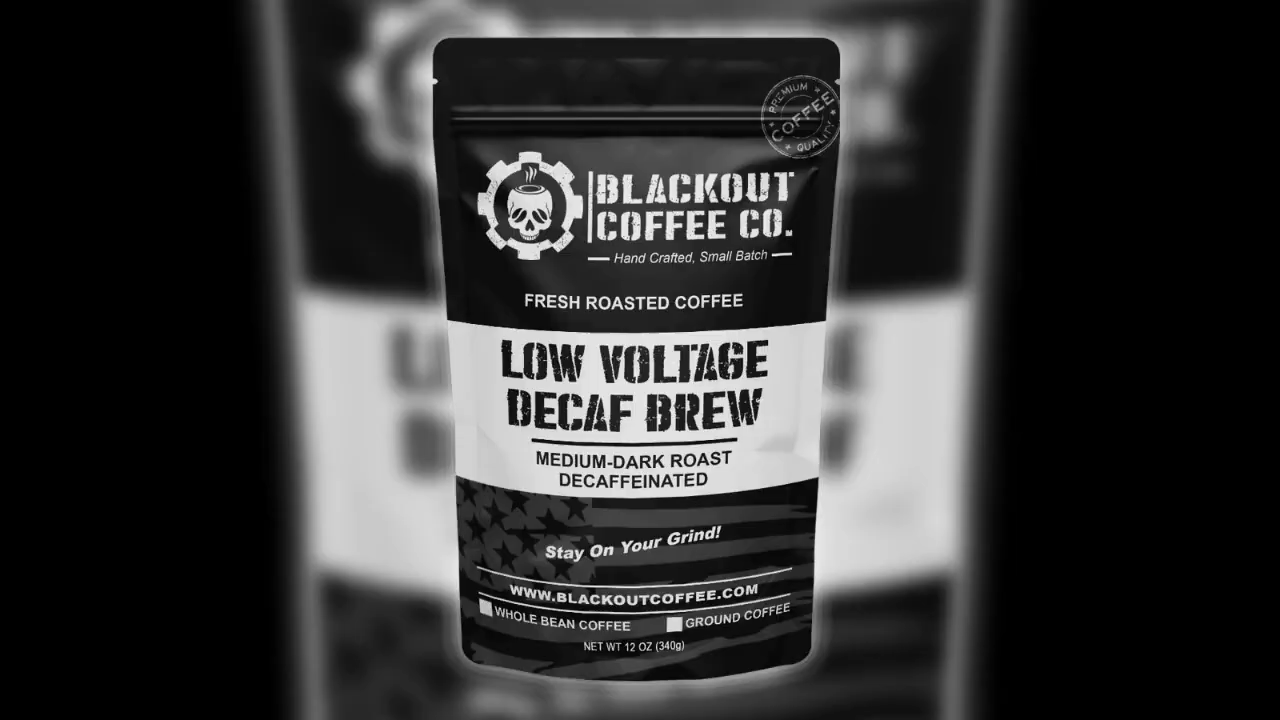 PREMIUM
COFFEE
QUALITY
BLACKOUT
COFFEE CO.
Hand Crafted, Small Batch
FRESH ROASTED COFFEE
LOW VOLTAGE
DECAF BREW
MEDIUM-DARK ROAST
DECAFFEINATED
Stay On Your Grind!
WWW.BLACKOUTCOFFEE.COM
WHOLE BEAN COFFEE GROUND COFFEE
NET WT 12 OZ (340g)